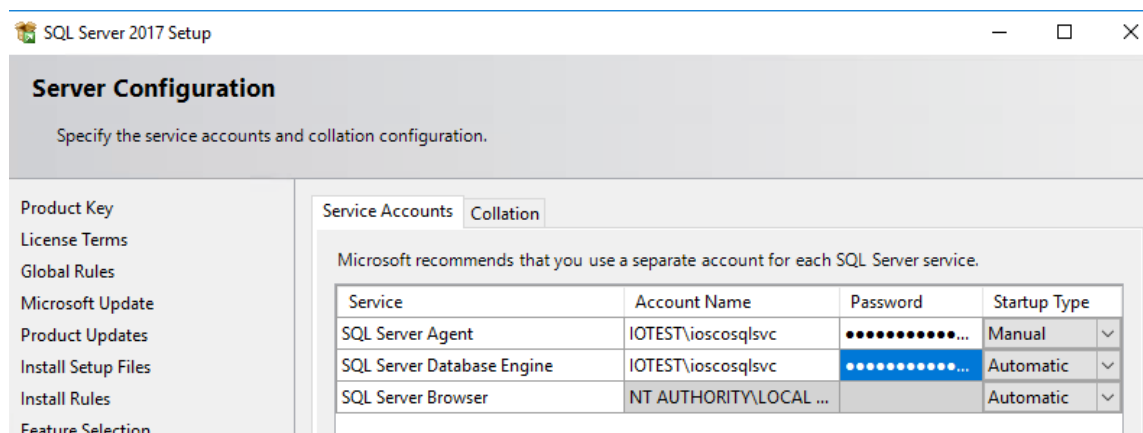 SQL Server 2017 Setup
Server Configuration
Specify the service accounts and collation configuration.
Product Key
License Terms
Global Rules
Microsoft Update
Product Updates
Install Setup Files
Install Rules
Feature Selection
Service Accounts Collation
Microsoft recommends that you use a separate account for each SQL Server service.
Service Account Name Password Startup Type
SQL Server Agent IOTEST\ioscosqlsvc ●●●●●●●●●●●... Manual
SQL Server Database Engine IOTEST\ioscosqlsvc ●●●●●●●●●●●... Automatic
SQL Server Browser NT AUTHORITY\LOCAL ... Automatic